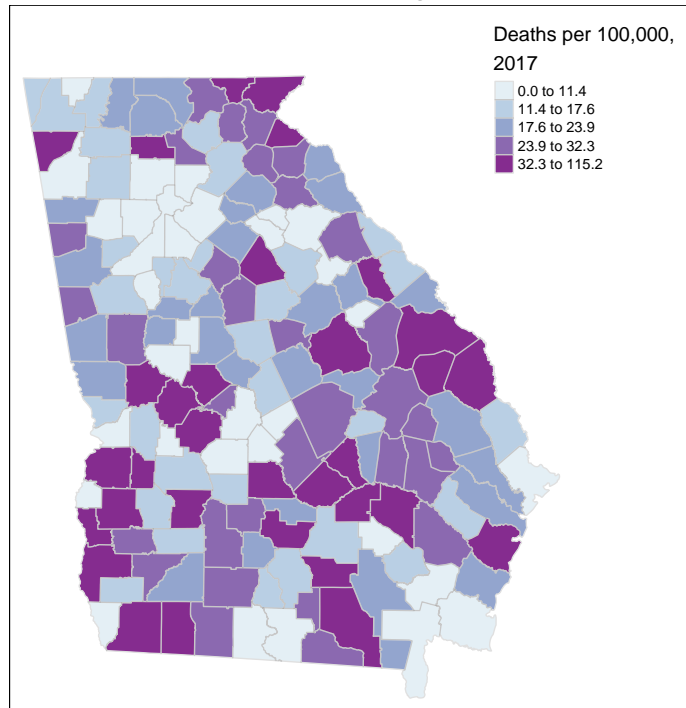 Deaths per 100,000,
2017
0.0 to 11.4
11.4 to 17.6
17.6 to 23.9
23.9 to 32.3
32.3 to 115.2